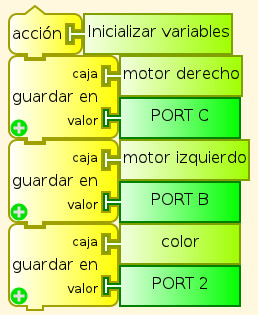 acción Inicializar variables
caja motor derecho
guardar en
valor PORT C
caja motor izquierdo
guardar en
valor PORT B
caja color
guardar en
valor PORT 2